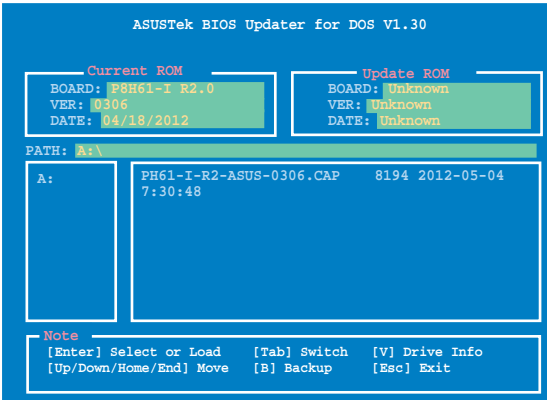 ASUSTek BIOS Updater for DOS V1.30
Current ROM
BOARD: P8H61-I R2.0
VER: 0306
DATE: 04/18/2012
Update ROM
BOARD: Unknown
VER: Unknown
DATE: Unknown
PATH: A:\
A:
PH61-I-R2-ASUS-0306.CAP 8194 2012-05-04
7:30:48
Note
[Enter] Select or Load [Tab] Switch [V] Drive Info
[Up/Down/Home/End] Move [B] Backup [Esc] Exit